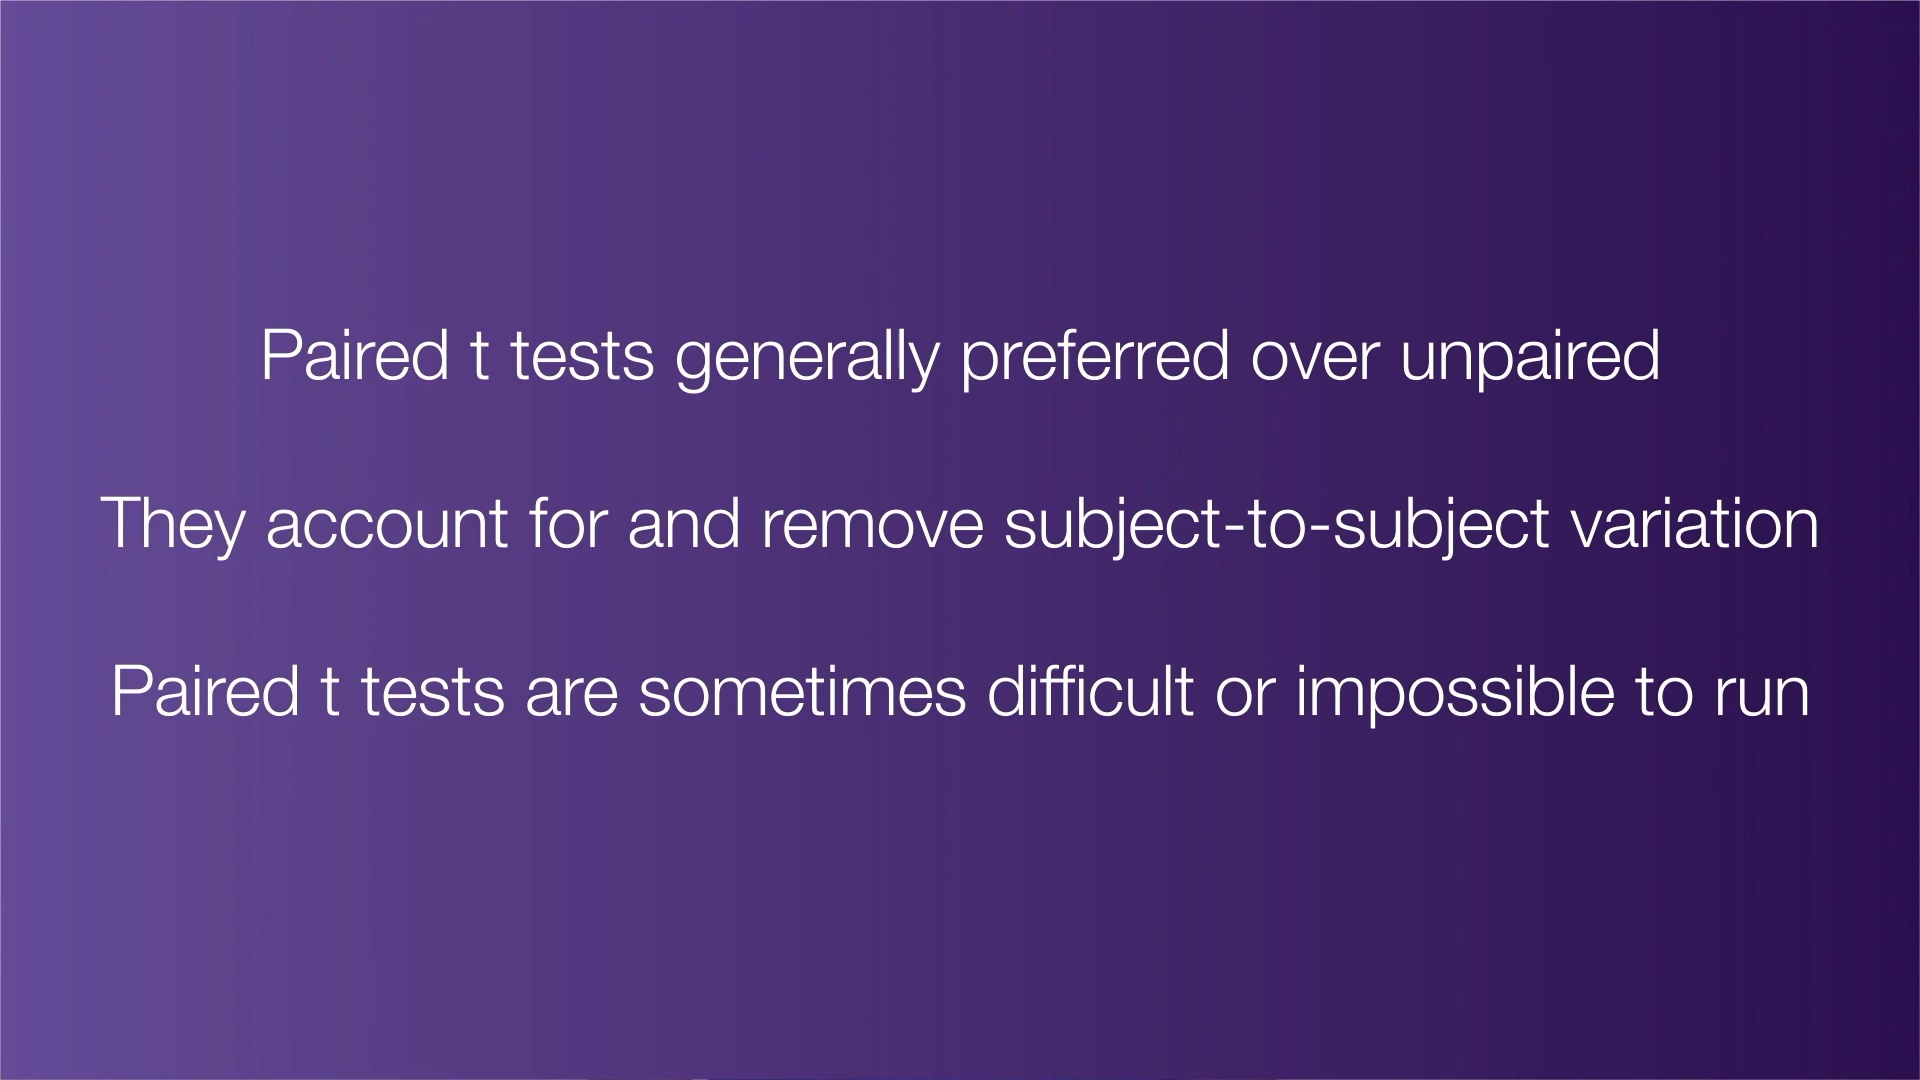 Paired t tests generally preferred over unpaired
They account for and remove subject-to-subject variation
Paired t tests are sometimes difficult or impossible to run